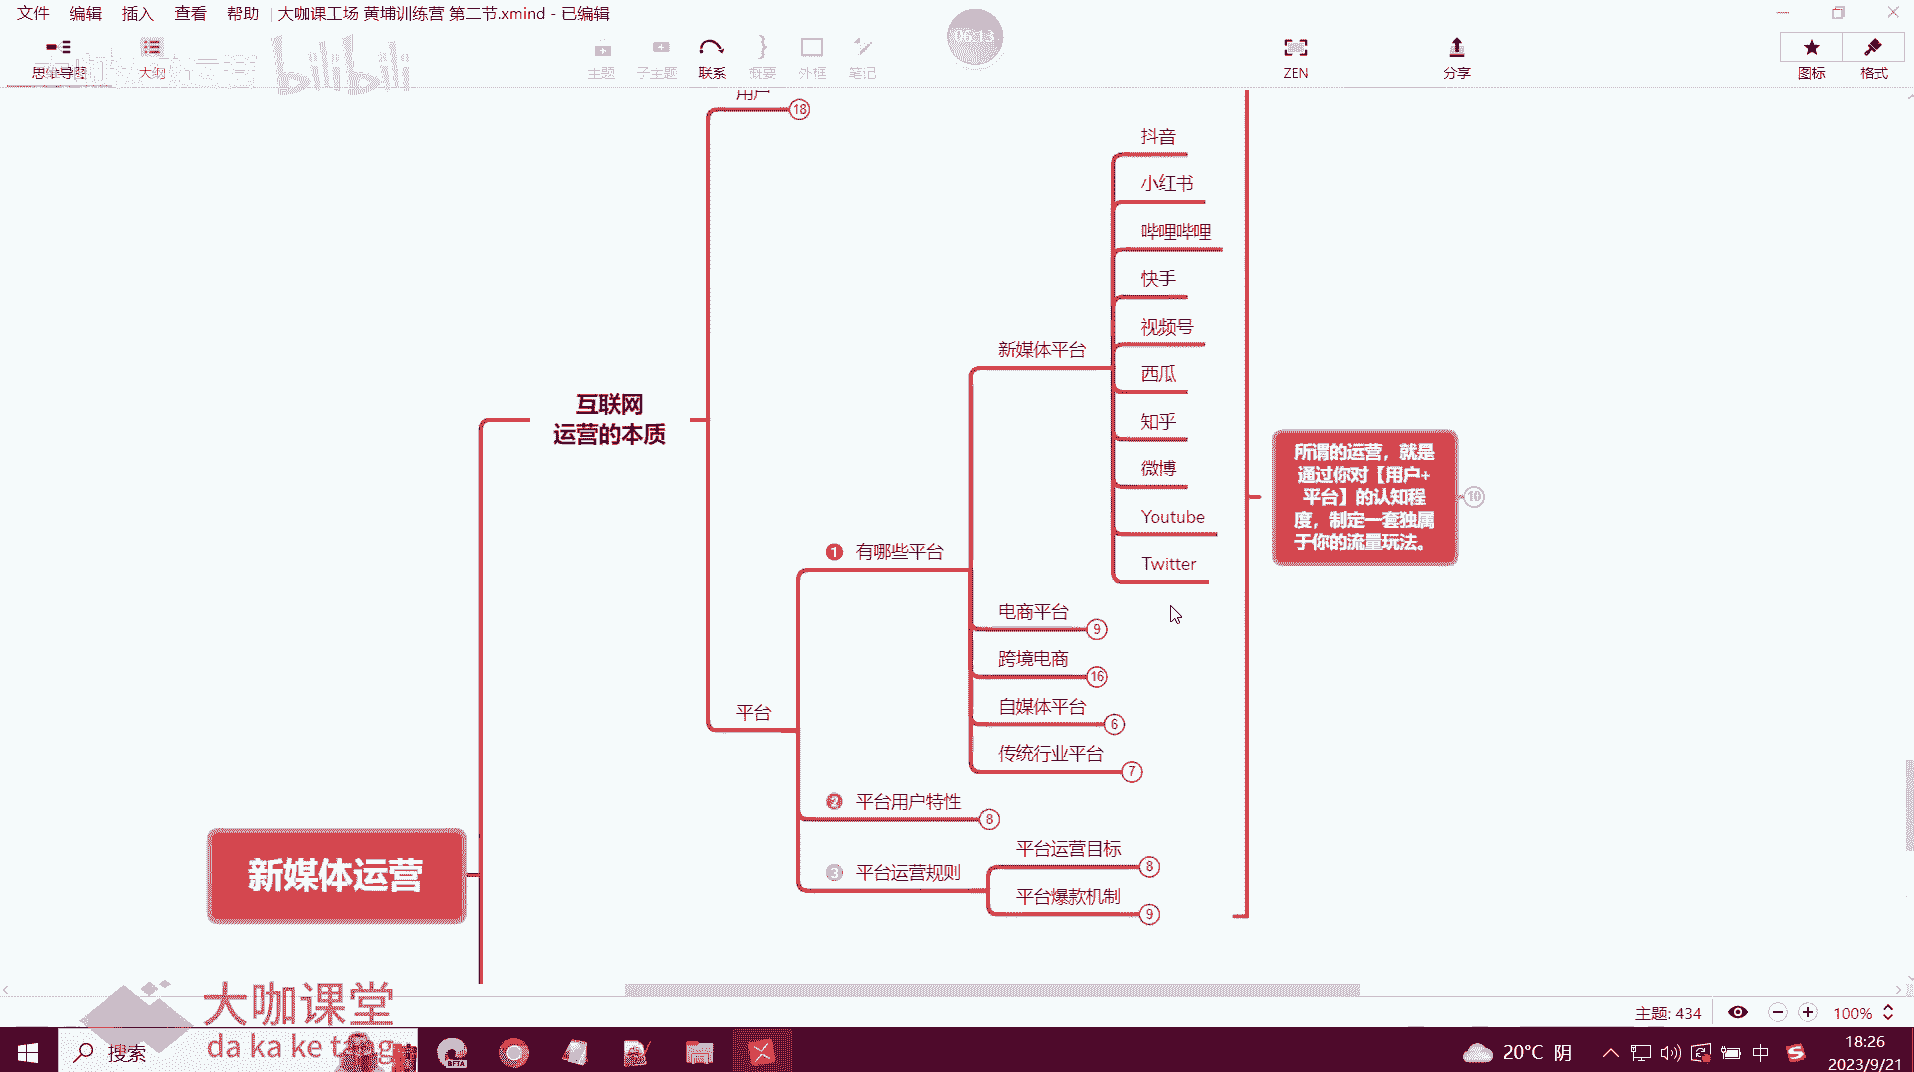 文件 编辑 插入 查看 帮助 大咖课工场 黄埔训练营 第二节.xmind - 已编辑
06:13
思维导图 大纲 主题 子主题 联系 概要 外框 笔记 ZEN 分享 图标 格式
bilibili
用户 18
抖音
小红书
哔哩哔哩
快手
视频号
新媒体平台
西瓜
互联网
运营的本质
知乎
微博
Youtube
Twitter
所谓的运营，就是
通过你对【用户+
平台】的认知程
度，制定一套独属
于你的流量玩法。
10
1 有哪些平台
电商平台 9
跨境电商 16
自媒体平台 6
平台
传统行业平台 7
2 平台用户特性 8
平台运营目标 8
3 平台运营规则
平台爆款机制 9
新媒体运营
大咖课堂
da ka ke tang
主题: 434 100%
搜索
BETA
20°C 阴
中
18:26
2023/9/21